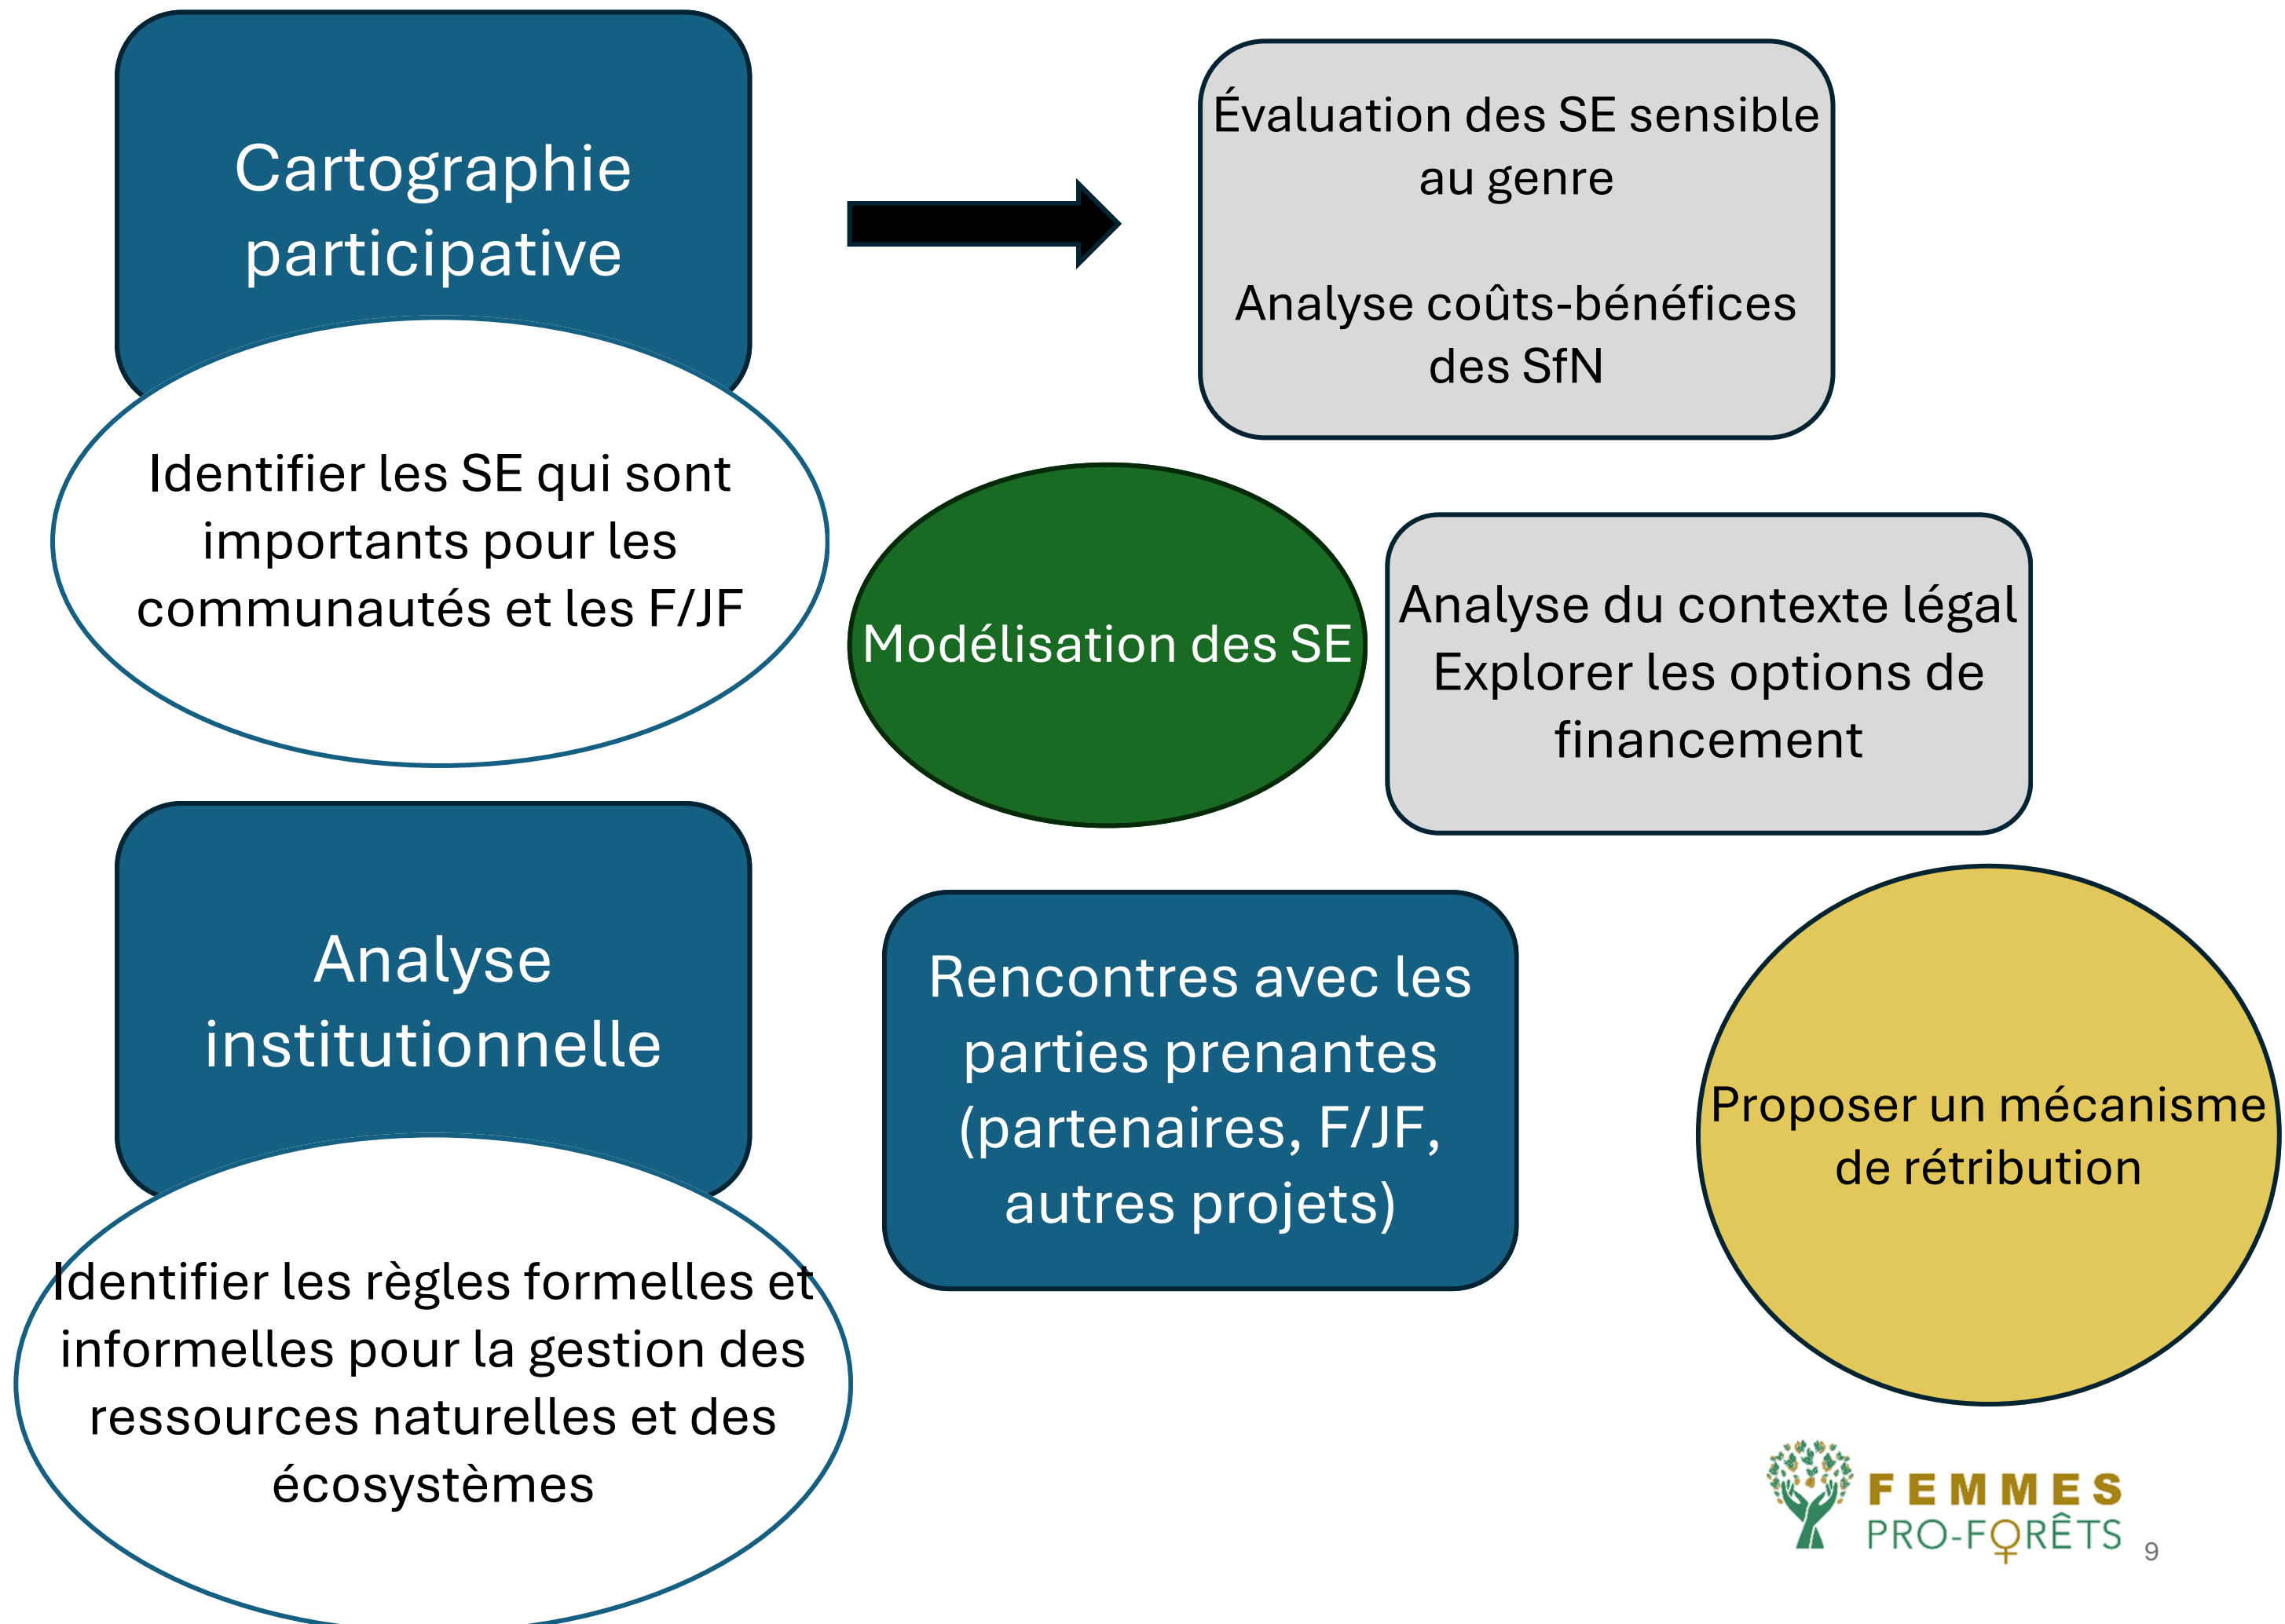 Cartographie
participative
Identifier les SE qui sont
importants pour les
communautés et les F/JF
Évaluation des SE sensible
au genre
Analyse coûts-bénéfices
des SfN
Modélisation des SE
Analyse du contexte légal
Explorer les options de
financement
Analyse
institutionnelle
Identifier les règles formelles et
informelles pour la gestion des
ressources naturelles et des
écosystèmes
Rencontres avec les
parties prenantes
(partenaires, F/JF,
autres projets)
Proposer un mécanisme
de rétribution
FEMMES
PRO-FORÊTS
9